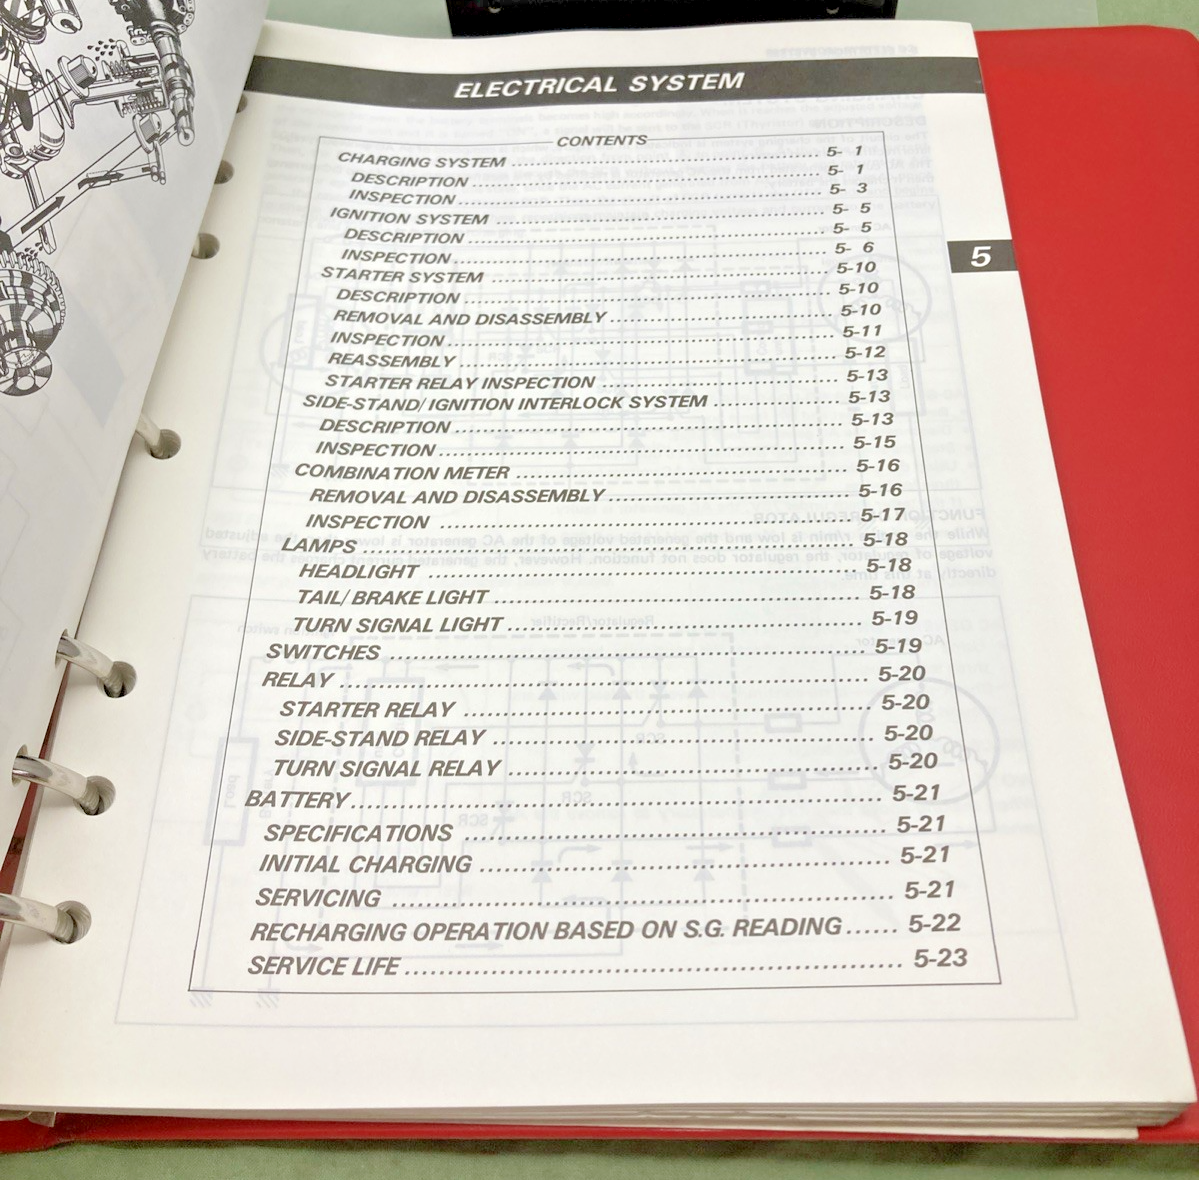 ELECTRICAL SYSTEM
CONTENTS
CHARGING SYSTEM ........ 5- 1
DESCRIPTION ........ 5- 1
INSPECTION ........ 5- 3
IGNITION SYSTEM ........ 5- 5
DESCRIPTION ........ 5- 5
INSPECTION ........ 5- 6
STARTER SYSTEM ........ 5-10
DESCRIPTION ........ 5-10
REMOVAL AND DISASSEMBLY ........ 5-10
INSPECTION ........ 5-11
REASSEMBLY ........ 5-12
STARTER RELAY INSPECTION ........ 5-13
SIDE-STAND/IGNITION INTERLOCK SYSTEM ........ 5-13
DESCRIPTION ........ 5-13
INSPECTION ........ 5-15
COMBINATION METER ........ 5-16
REMOVAL AND DISASSEMBLY ........ 5-16
INSPECTION ........ 5-17
LAMPS ........ 5-18
HEADLIGHT ........ 5-18
TAIL/BRAKE LIGHT ........ 5-18
TURN SIGNAL LIGHT ........ 5-19
SWITCHES ........ 5-19
RELAY ........ 5-20
STARTER RELAY ........ 5-20
SIDE-STAND RELAY ........ 5-20
TURN SIGNAL RELAY ........ 5-20
BATTERY ........ 5-21
SPECIFICATIONS ........ 5-21
INITIAL CHARGING ........ 5-21
SERVICING ........ 5-21
RECHARGING OPERATION BASED ON S.G. READING ...... 5-22
SERVICE LIFE ........ 5-23
5